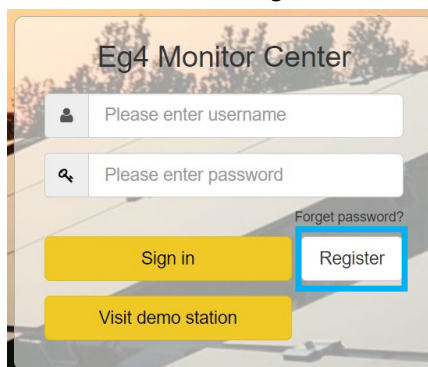 Eg4 Monitor Center
Please enter username
Please enter password
Forget password?
Sign in
Register
Visit demo station